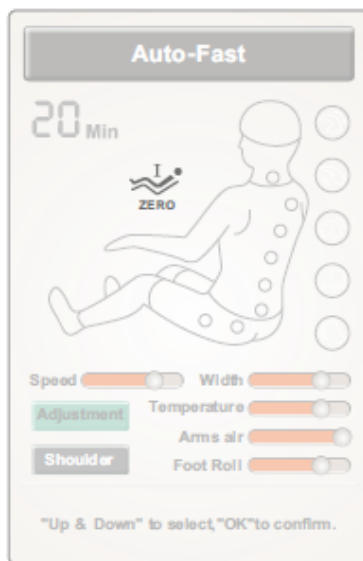 Auto-Fast
20 Min
I
ZERO
Speed
Width
Adjustment
Temperature
Arms air
Shoulder
Foot Roll
"Up & Down" to select,"OK"to confirm.